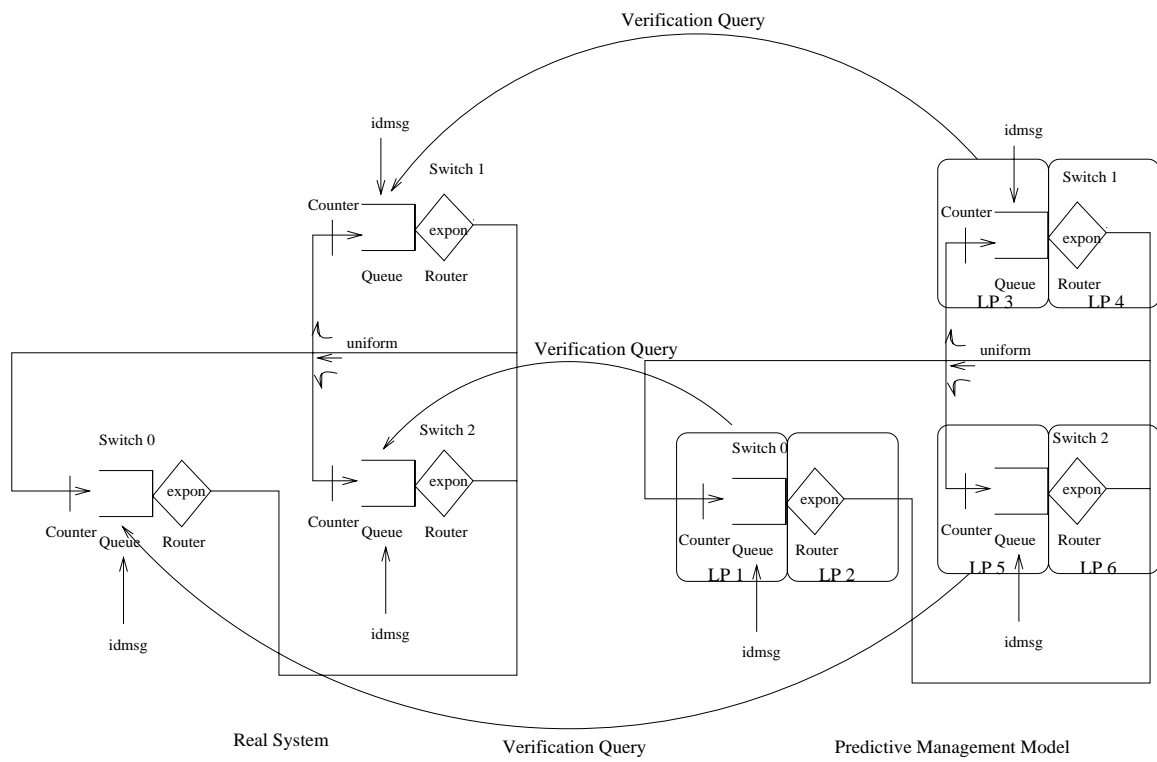 Verification Query
idmsg
Switch 1
Counter
expon
Queue
Router
idmsg
Switch 1
Counter
expon
Queue
Router
LP 3
LP 4
uniform
Verification Query
uniform
Switch 0
expon
Counter
Queue
Router
idmsg
Switch 2
expon
Counter
Queue
Router
idmsg
Switch 0
expon
Counter
Queue
Router
LP 1
LP 2
idmsg
Switch 2
expon
Counter
Queue
Router
LP 5
LP 6
idmsg
Real System
Verification Query
Predictive Management Model